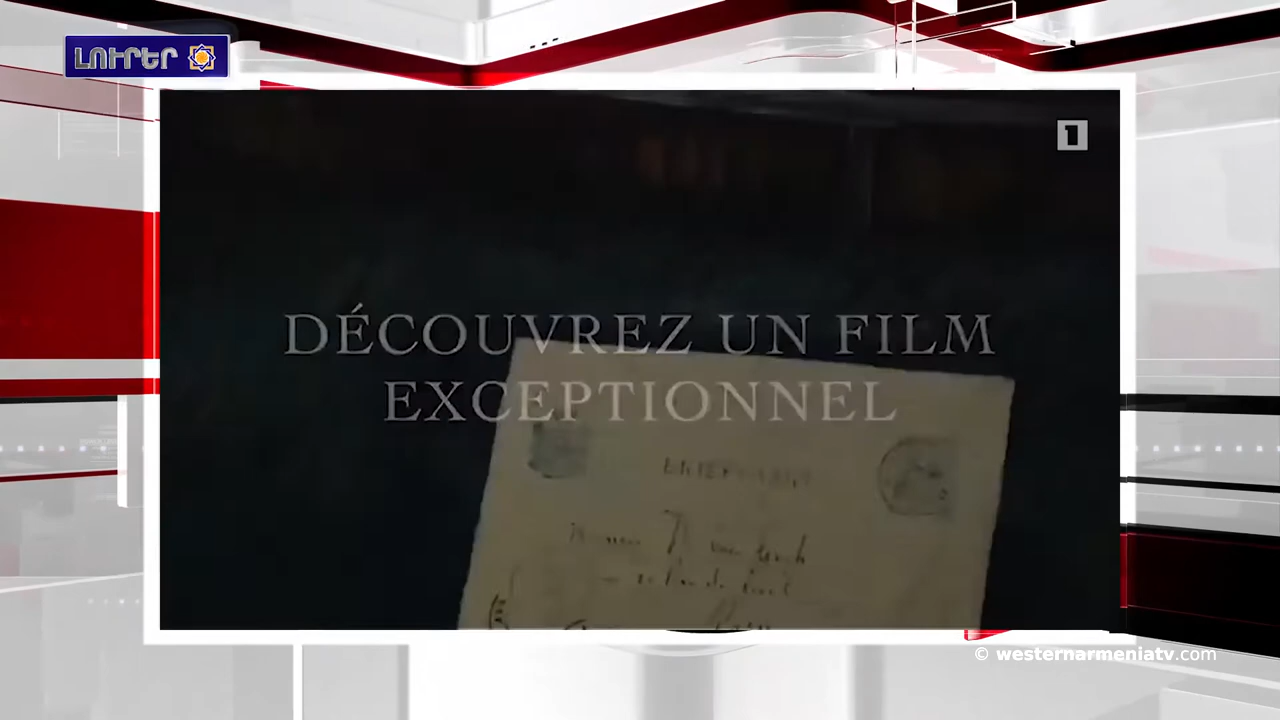 ԼՈՒՐԵՐ
1
DÉCOUVREZ UN FILM
EXCEPTIONNEL
© westernarmeniatv.com